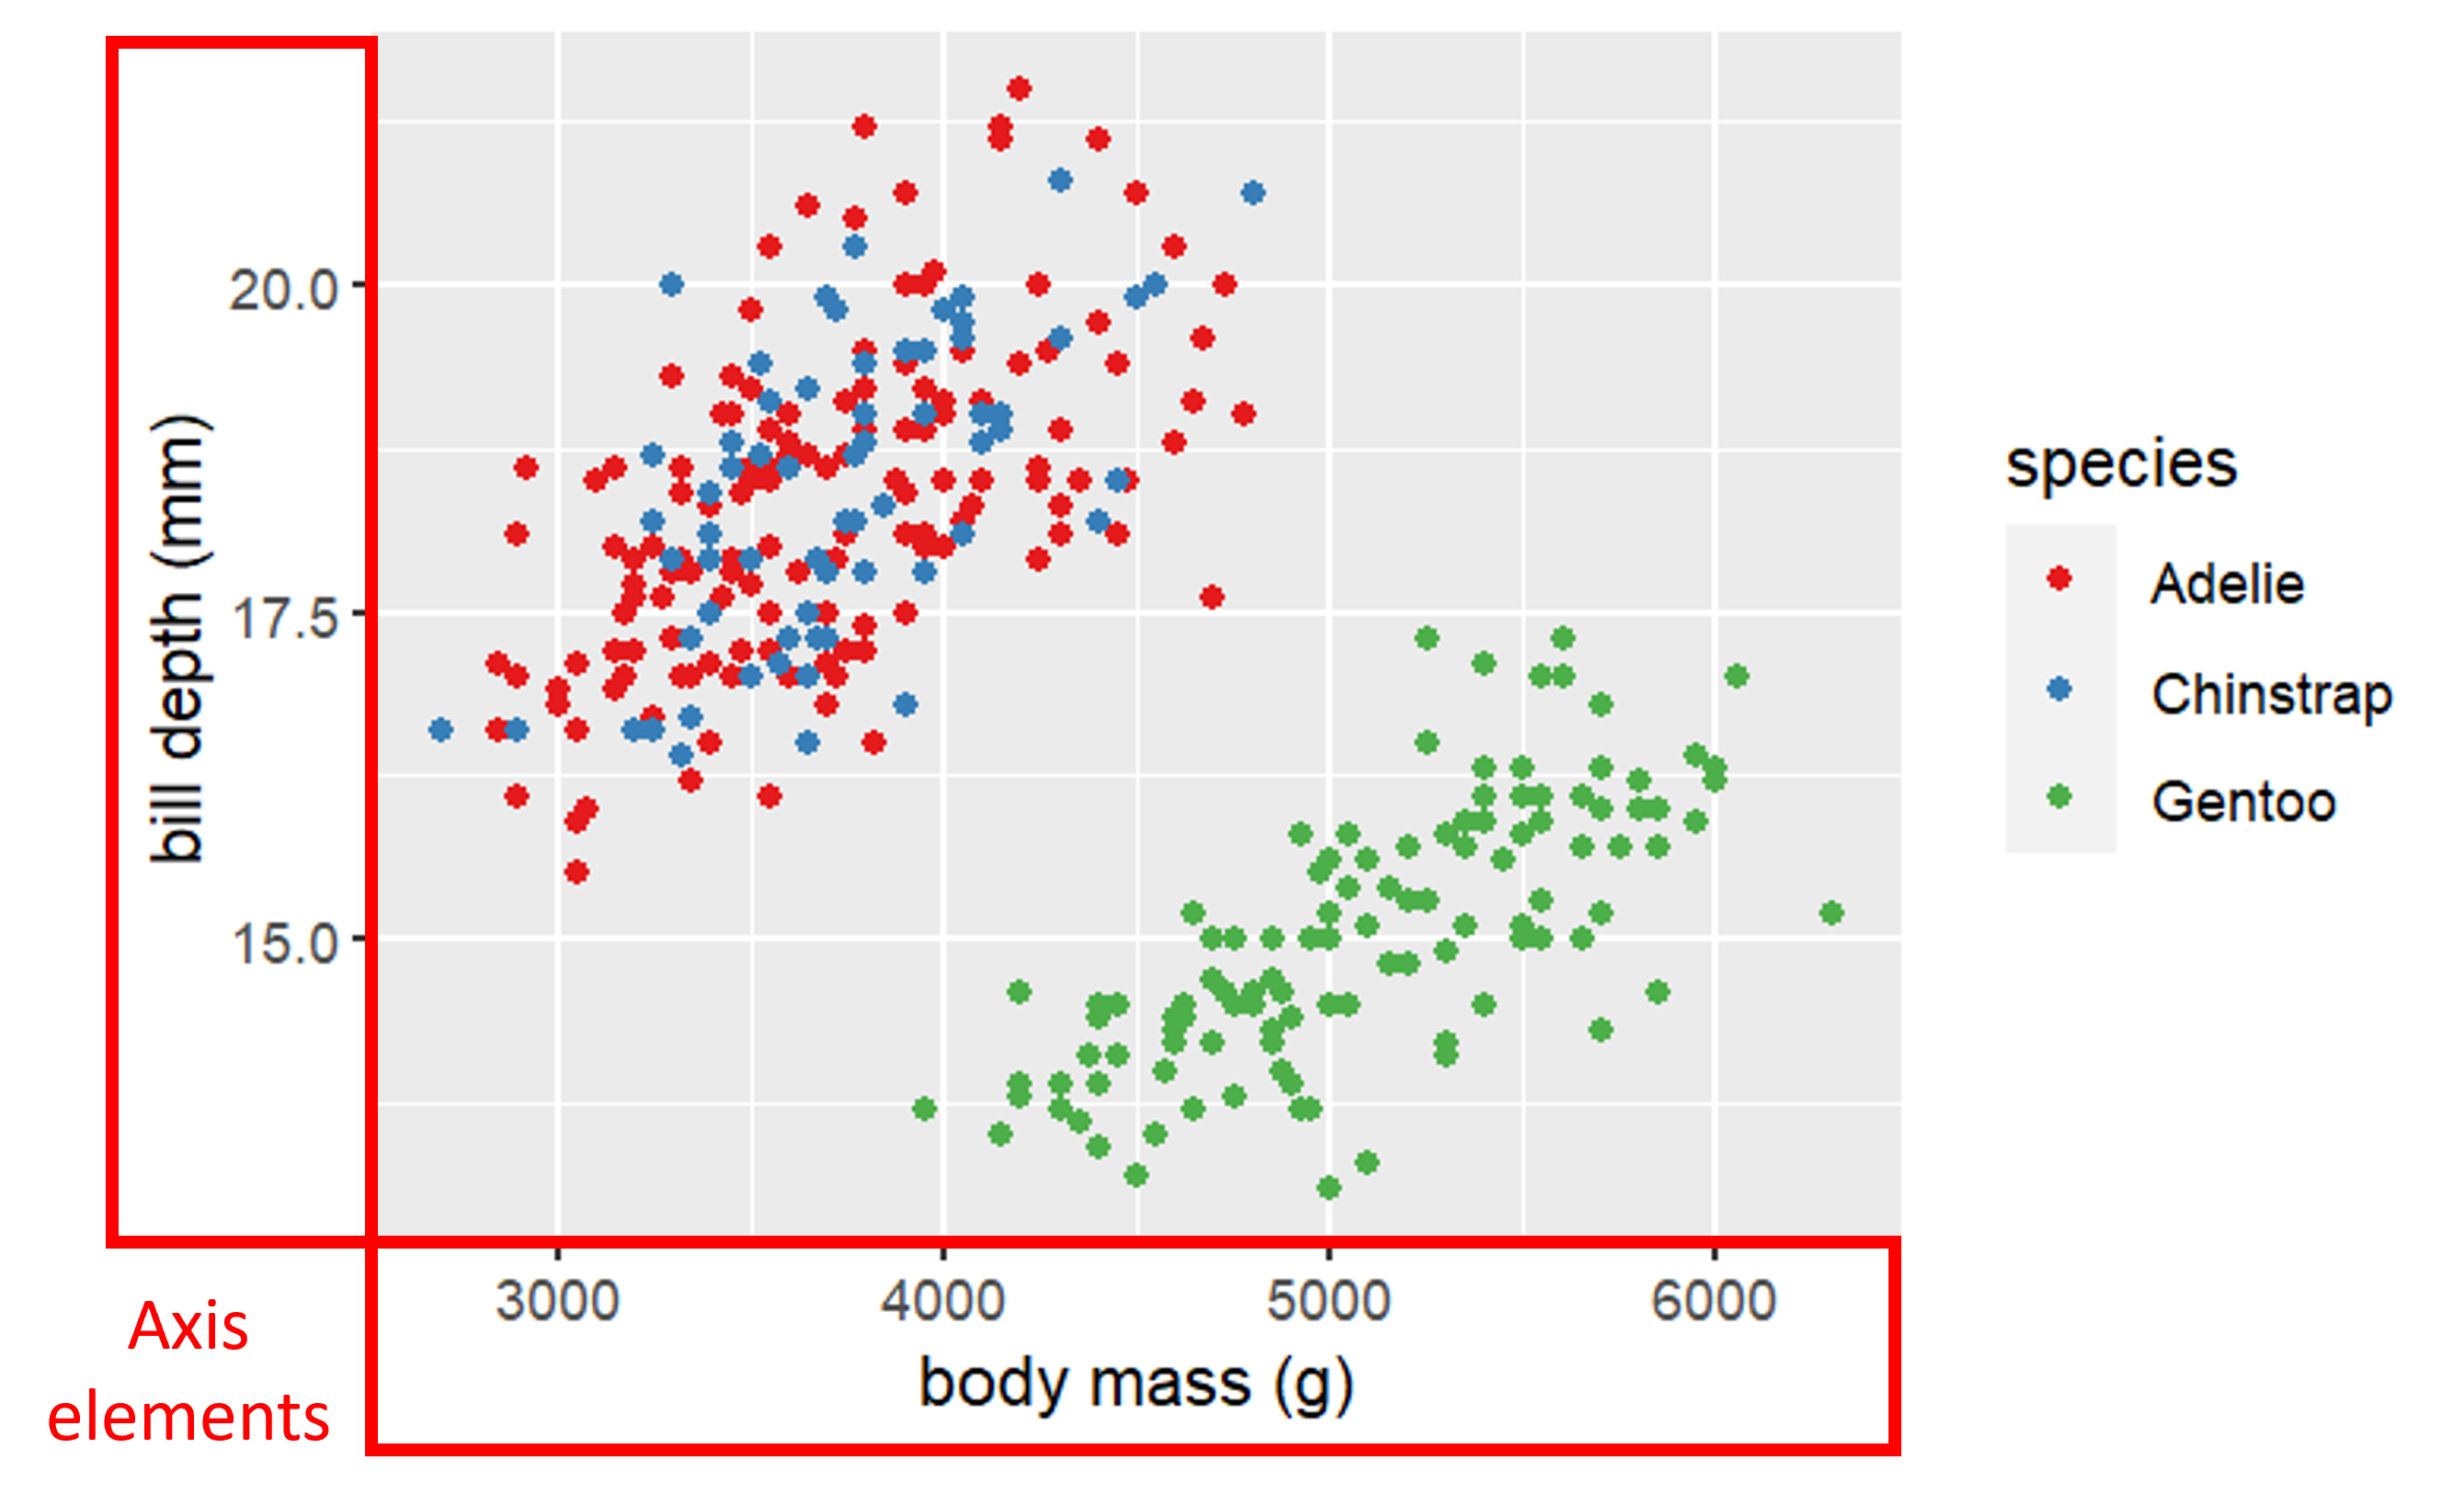 20.0
17.5
15.0
bill depth (mm)
3000 4000 5000 6000
body mass (g)
Axis
elements
species
Adelie
Chinstrap
Gentoo